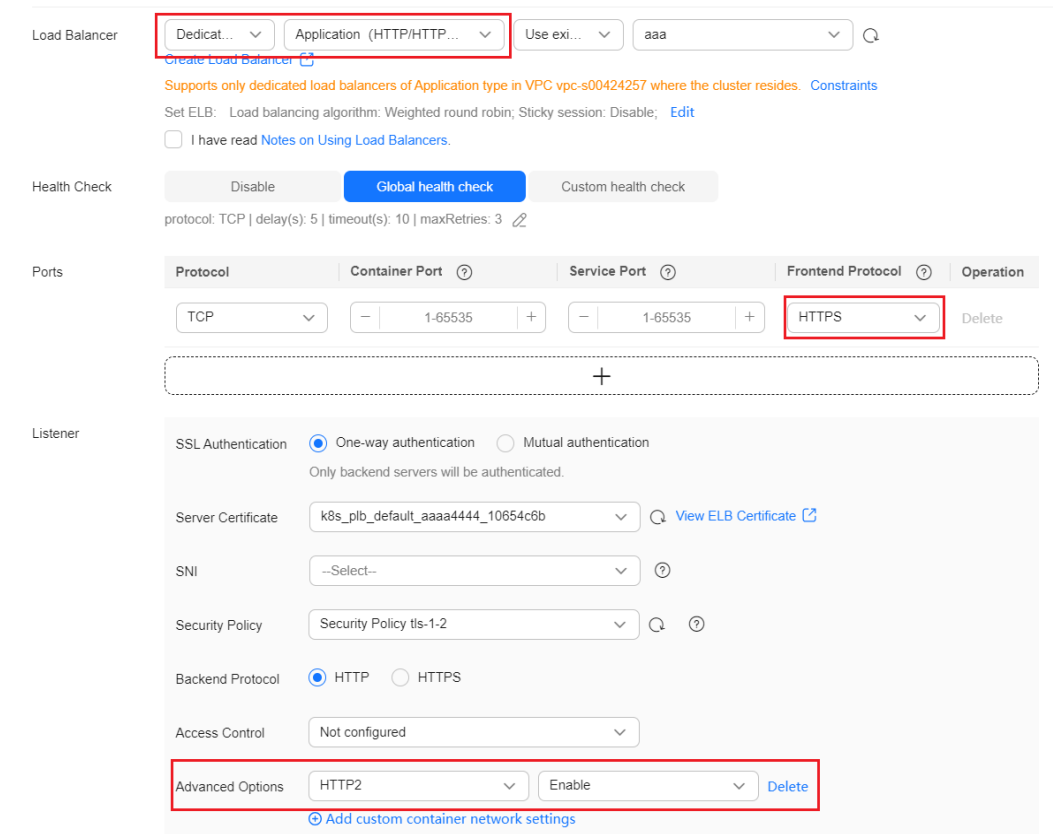 Load Balancer Dedicat... Application (HTTP/HTTP... Use exi... aaa
Create Load Balancer
Supports only dedicated load balancers of Application type in VPC vpc-s00424257 where the cluster resides. Constraints
Set ELB: Load balancing algorithm: Weighted round robin; Sticky session: Disable; Edit
I have read Notes on Using Load Balancers.
Health Check Disable Global health check Custom health check
protocol: TCP | delay(s): 5 | timeout(s): 10 | maxRetries: 3
Ports Protocol Container Port ? Service Port ? Frontend Protocol ? Operation
TCP − 1-65535 + − 1-65535 + HTTPS Delete
+
Listener
SSL Authentication One-way authentication Mutual authentication
Only backend servers will be authenticated.
Server Certificate k8s_plb_default_aaaa4444_10654c6b View ELB Certificate
SNI --Select-- ?
Security Policy Security Policy tls-1-2 ?
Backend Protocol HTTP HTTPS
Access Control Not configured
Advanced Options HTTP2 Enable Delete
Add custom container network settings